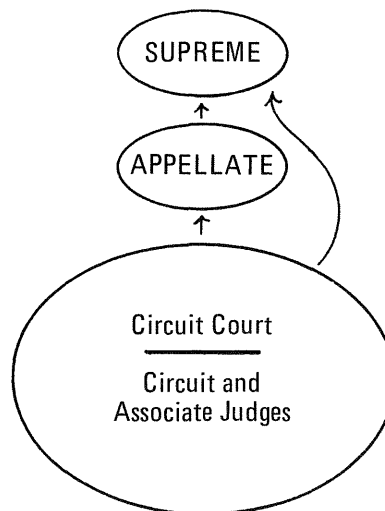 SUPREME
APPELLATE
Circuit Court
Circuit and
Associate Judges